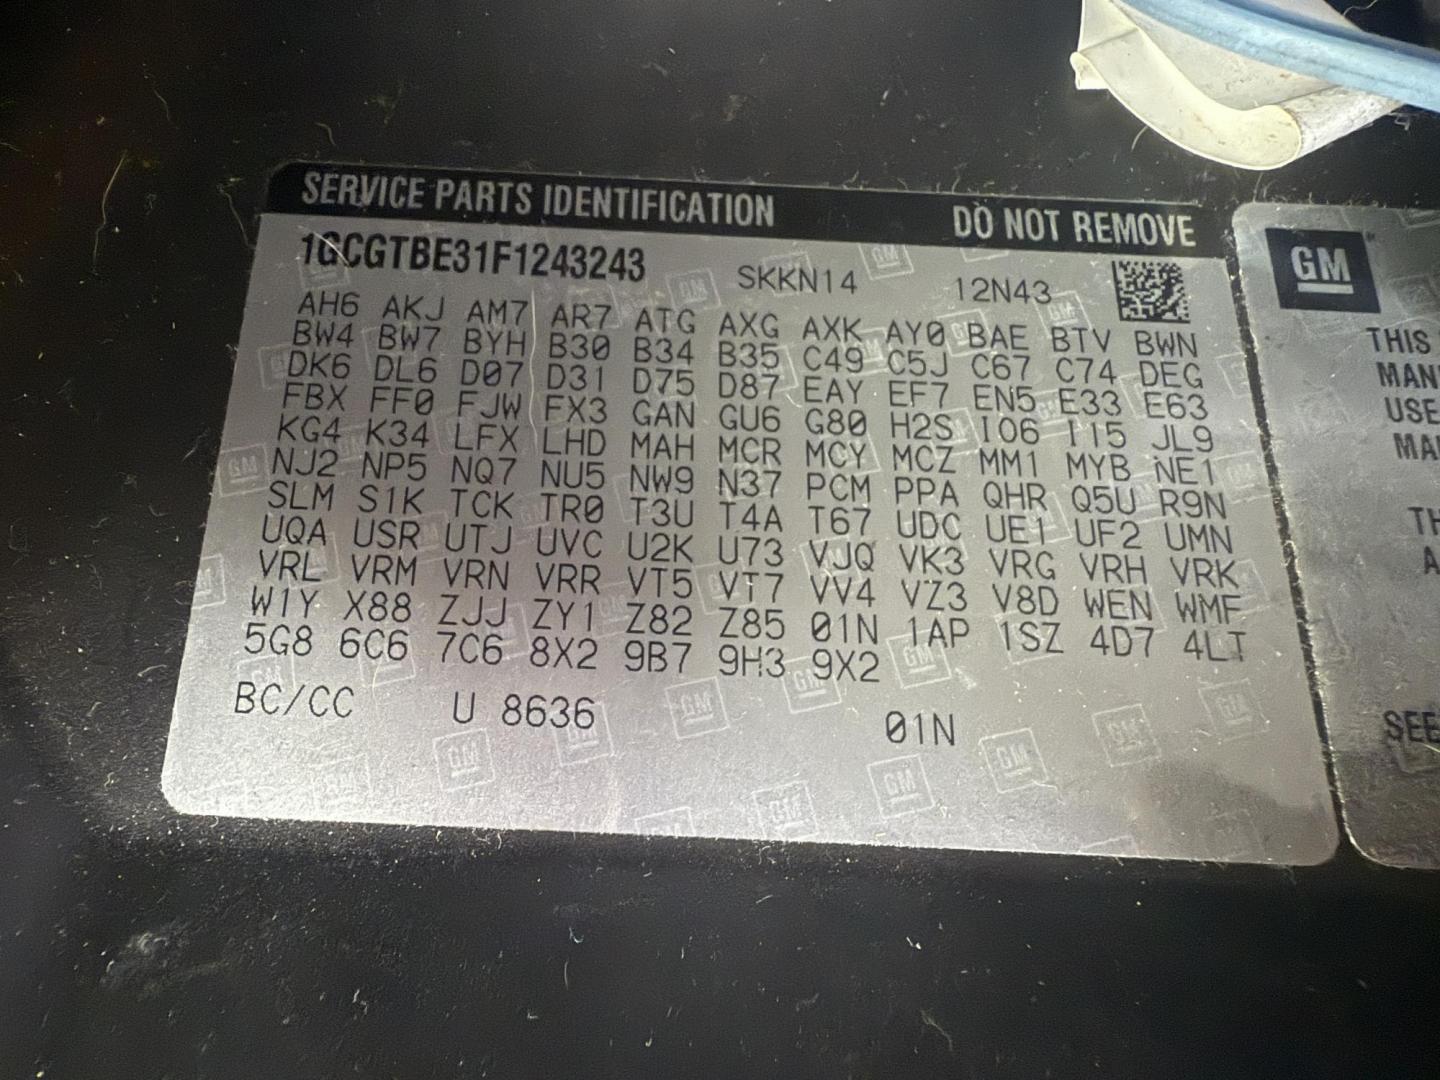 SERVICE PARTS IDENTIFICATION DO NOT REMOVE
1GCGTBE31F1243243 SKKN14 12N43
AH6 AKJ AM7 AR7 ATG AXG AXK AY0 BAE BTV BWN
BW4 BW7 BYH B30 B34 B35 C49 C5J C67 C74 DEG
DK6 DL6 D07 D31 D75 D87 EAY EF7 EN5 E33 E63
FBX FF0 FJW FX3 GAN GU6 G80 H2S I06 I15 JL9
KG4 K34 LFX LHD MAH MCR MCY MCZ MM1 MYB NE1
NJ2 NP5 NQ7 NU5 NW9 N37 PCM PPA QHR Q5U R9N
SLM S1K TCK TR0 T3U T4A T67 UDC UE1 UF2 UMN
UQA USR UTJ UVC U2K U73 VJQ VK3 VRG VRH VRK
VRL VRM VRN VRR VT5 VT7 VV4 VZ3 V8D WEN WMF
W1Y X88 ZJJ ZY1 Z82 Z85 01N 1AP 1SZ 4D7 4LT
5G8 6C6 7C6 8X2 9B7 9H3 9X2
BC/CC U 8636 01N
GM
THIS
USE
SEE